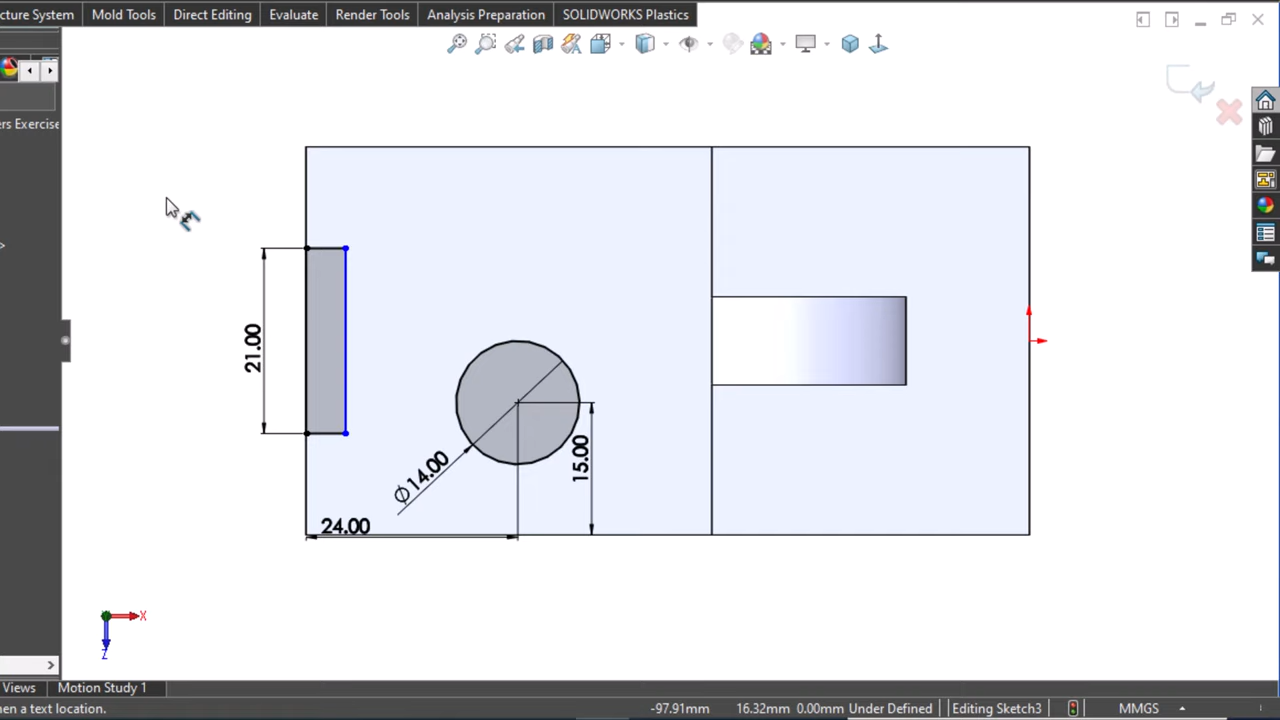 cture System
Mold Tools
Direct Editing
Evaluate
Render Tools
Analysis Preparation
SOLIDWORKS Plastics
ers Exercise
21.00
Ø14.00
15.00
24.00
X
Z
Views
Motion Study 1
en a text location.
-97.91mm
16.32mm
0.00mm
Under Defined
Editing Sketch3
MMGS